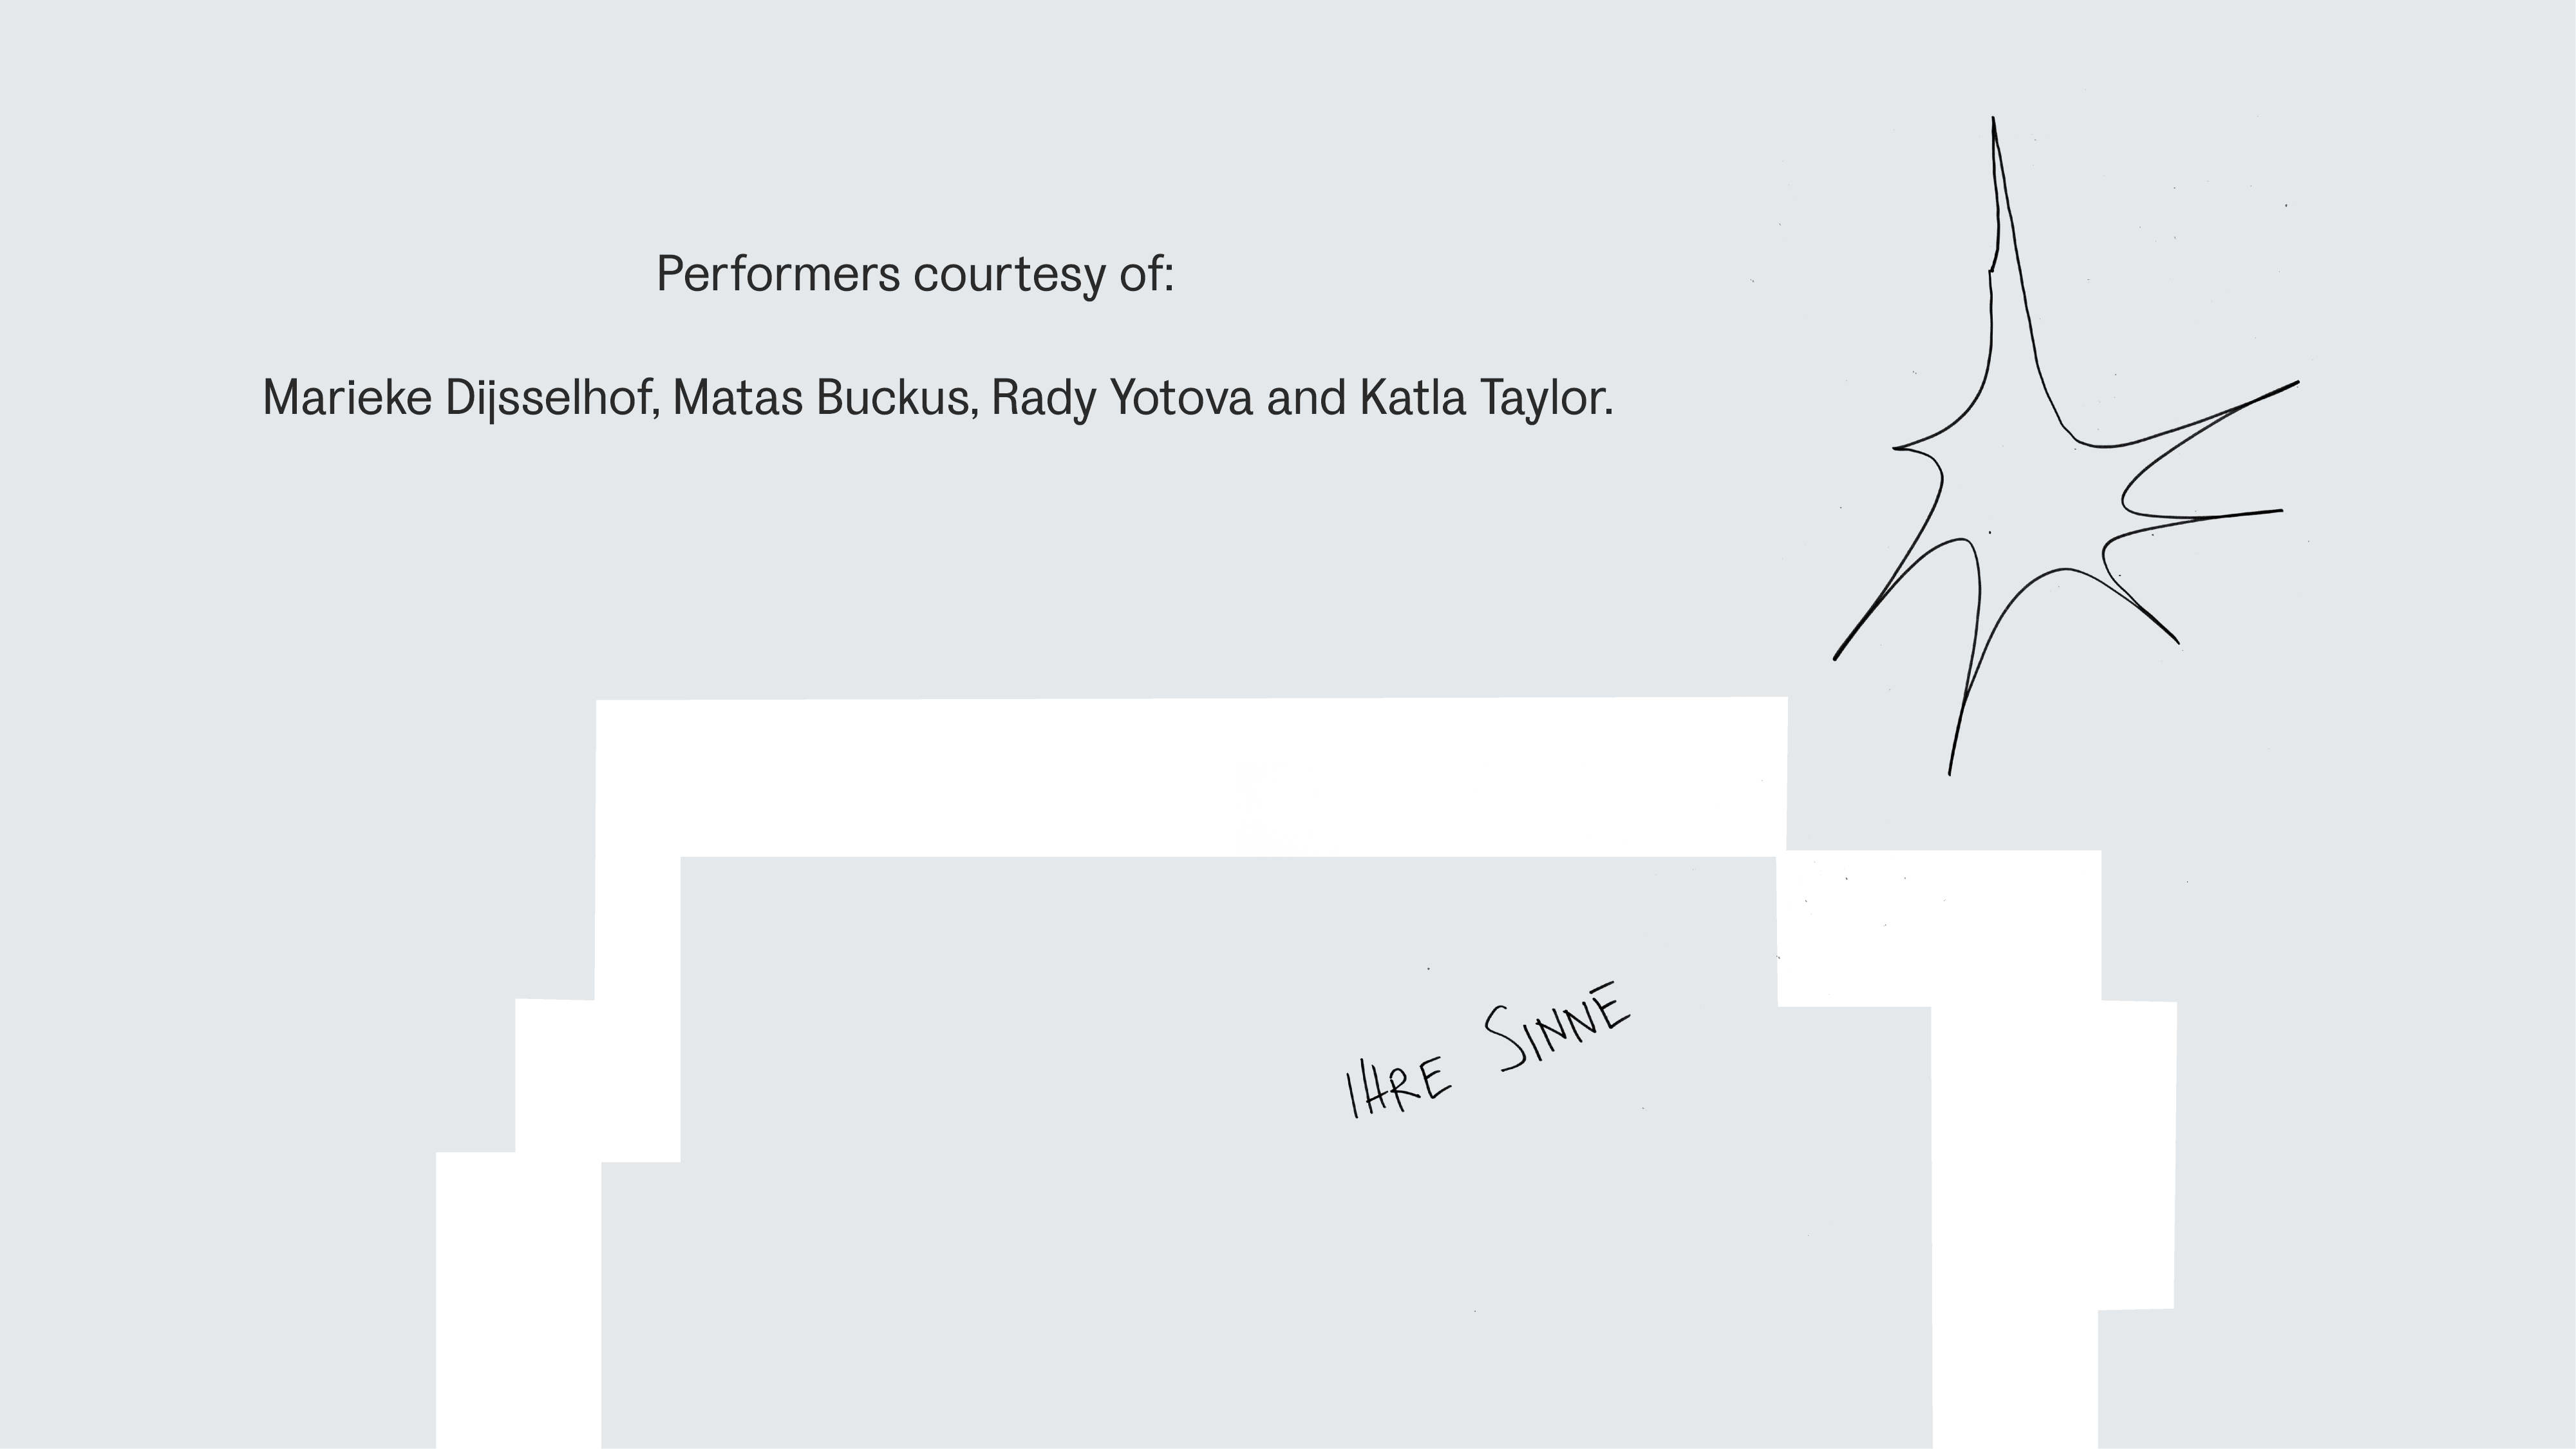 Performers courtesy of:
Marieke Dijsselhof, Matas Buckus, Rady Yotova and Katla Taylor.
IHRE SINNE